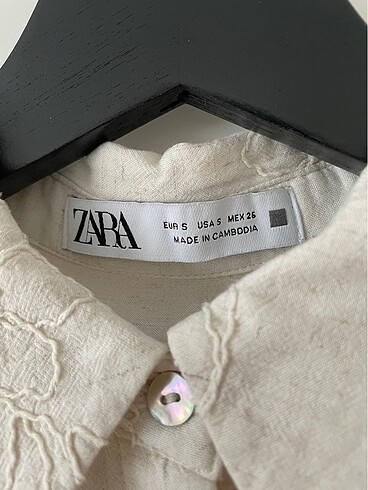 ZARA
EUR S USA S MEX 26
MADE IN CAMBODIA